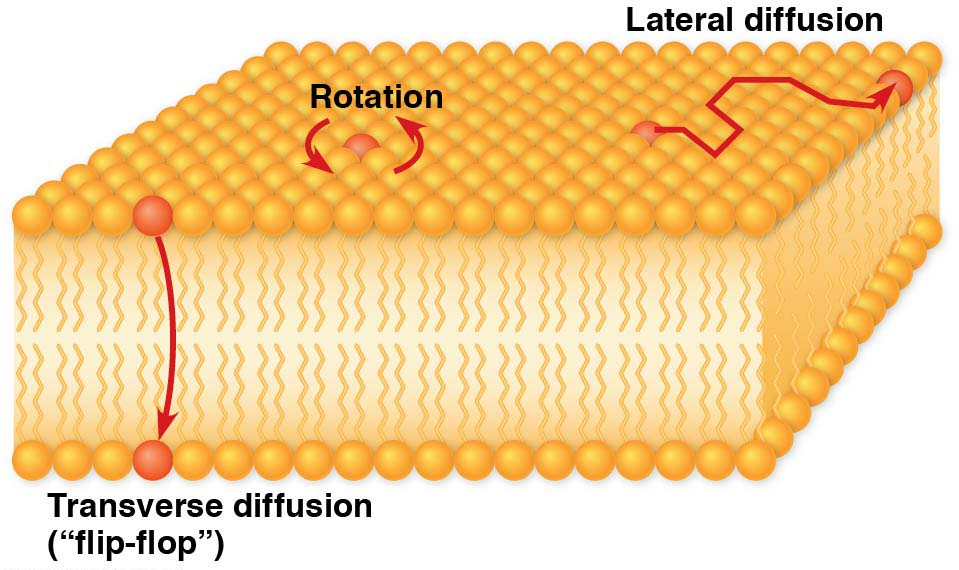 Lateral diffusion
Rotation
Transverse diffusion
(“flip-flop”)